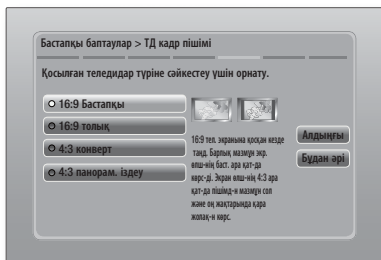 Бастапқы баптаулар > ТД кадр пішімі
Қосылған теледидар түріне сәйкестеу үшін орнату.
16:9 Бастапқы
16:9 толық
4:3 конверт
4:3 панорам. іздеу
16:9 тел. экранына қосқан кезде
таңд. Барлық мазмұн экр.
өлш-нің баст. ара қат-да
көрс-ді. Экран өлш-нің 4:3 ара
қат-да пішімд-н мазмұн сол
және оң жақтарында қара
жолақ-н көрс.
Алдыңғы
Бұдан әрі